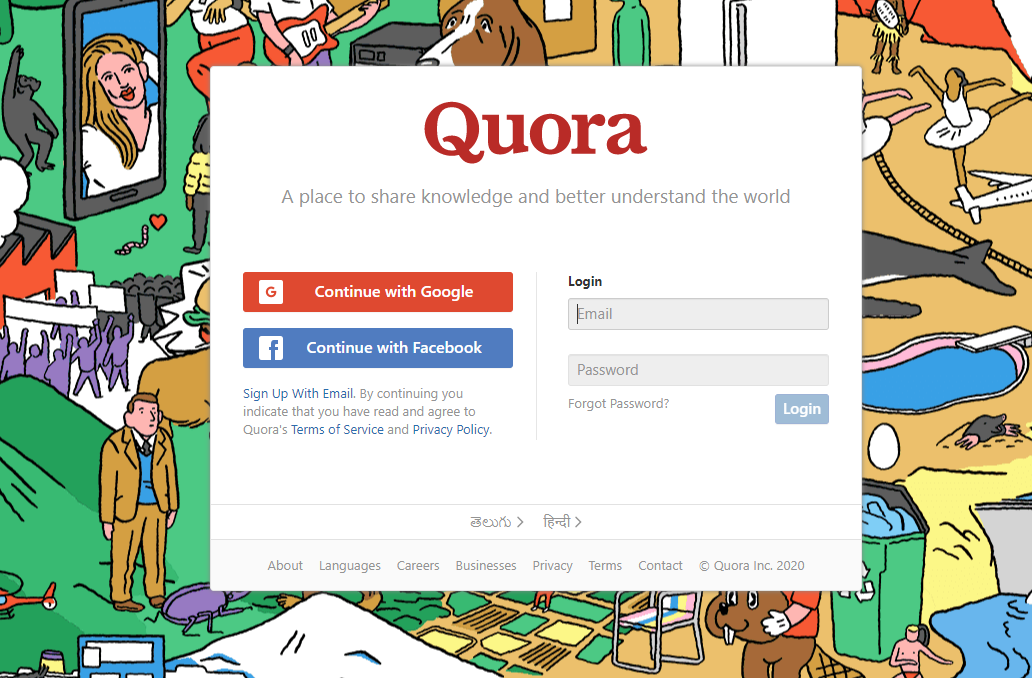 Quora
A place to share knowledge and better understand the world
Continue with Google
Continue with Facebook
Sign Up With Email. By continuing you
indicate that you have read and agree to
Quora's Terms of Service and Privacy Policy.
Login
Email
Password
Forgot Password?
Login
తెలుగు
हिन्दी
About
Languages
Careers
Businesses
Privacy
Terms
Contact
© Quora Inc. 2020